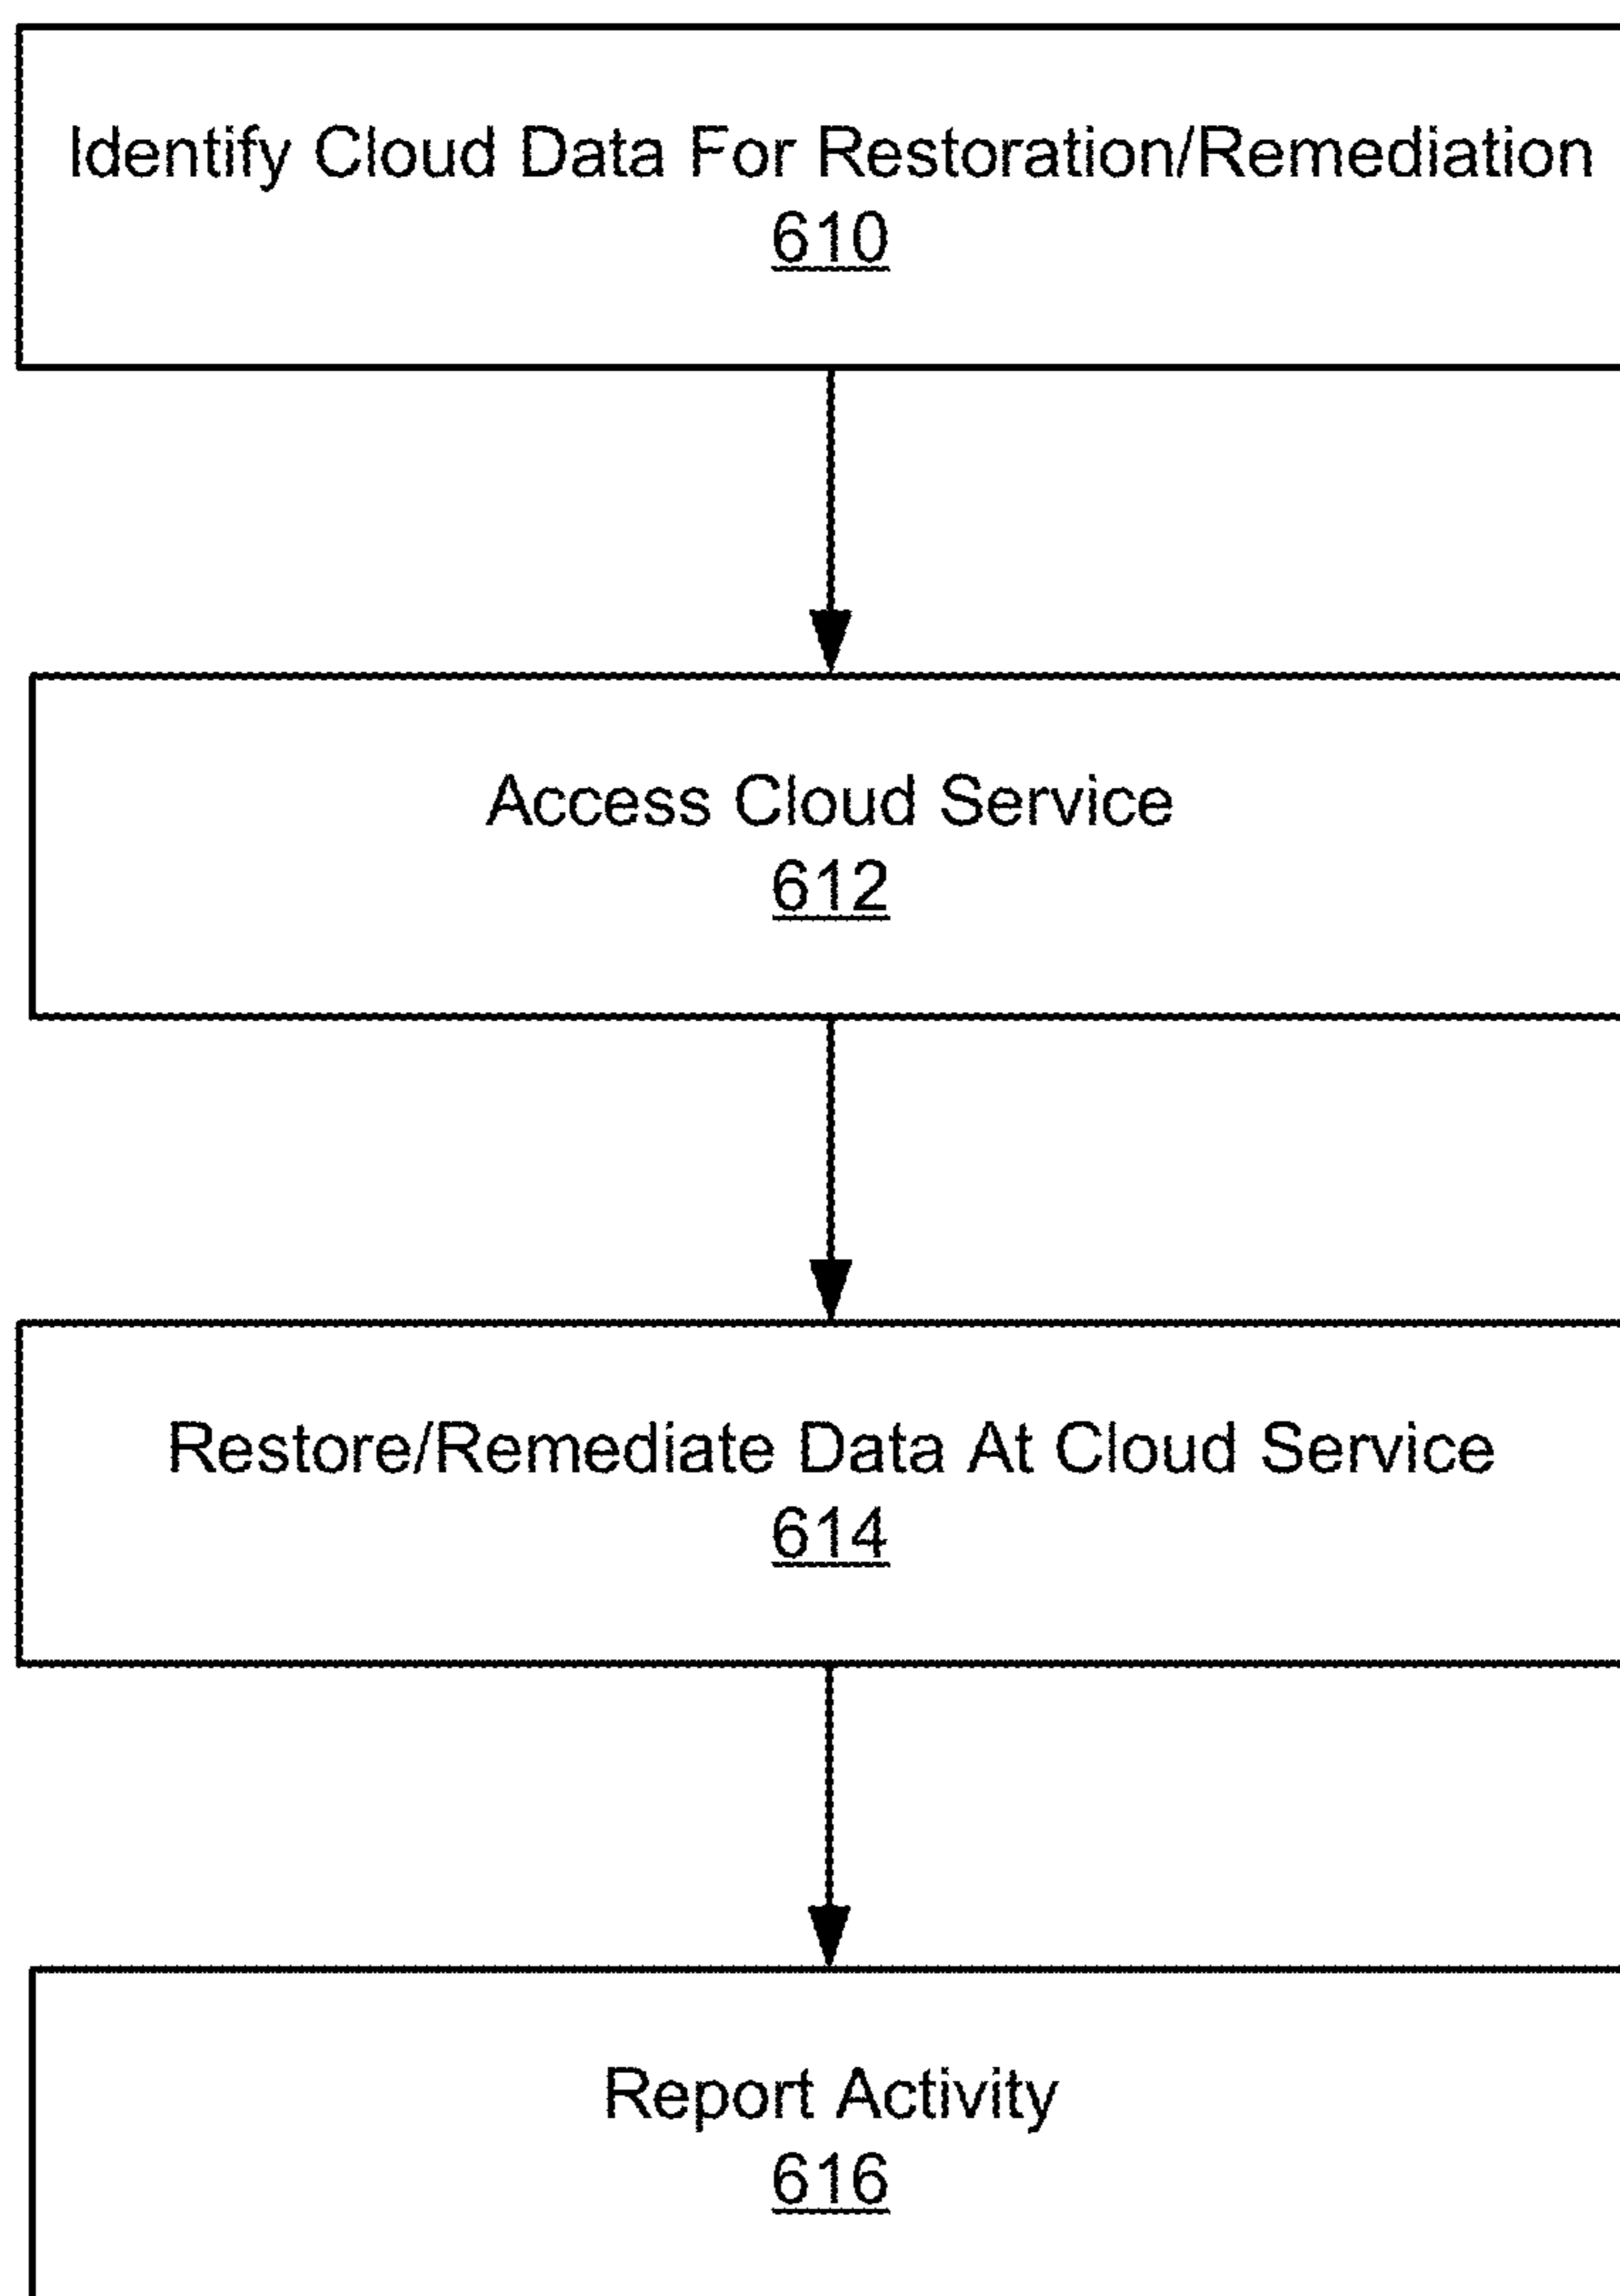 Identify Cloud Data For Restoration/Remediation
610
Access Cloud Service
612
Restore/Remediate Data At Cloud Service
614
Report Activity
616